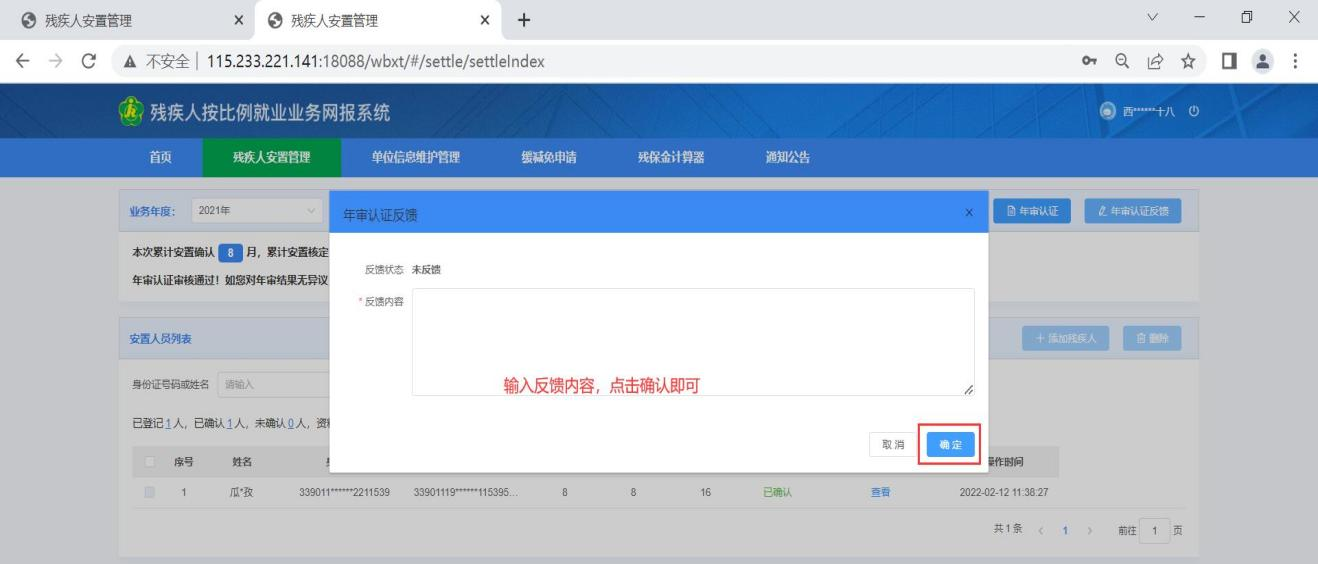 残疾人安置管理
残疾人安置管理
不安全 115.233.221.141:18088/wbxt/#/settle/settleIndex
残疾人按比例就业业务网报系统
西******十八
首页 残疾人安置管理 单位信息维护管理 缓减免申请 残保金计算器 通知公告
业务年度： 2021年
年审认证反馈
年审认证 年审认证反馈
本次累计安置确认 8 月，累计安置核定
年审认证审核通过！如您对年审结果无异议
反馈状态 未反馈
*反馈内容
输入反馈内容，点击确认即可
取消 确定
安置人员列表
+ 添加残疾人 删除
身份证号码或姓名 请输入
已登记1人，已确认1人，未确认0人，资
序号 姓名 操作时间
1 瓜*孜 339011******2211539 33901119******115395... 8 8 16 已确认 查看 2022-02-12 11:38:27
共1条 < 1 > 前往 1 页